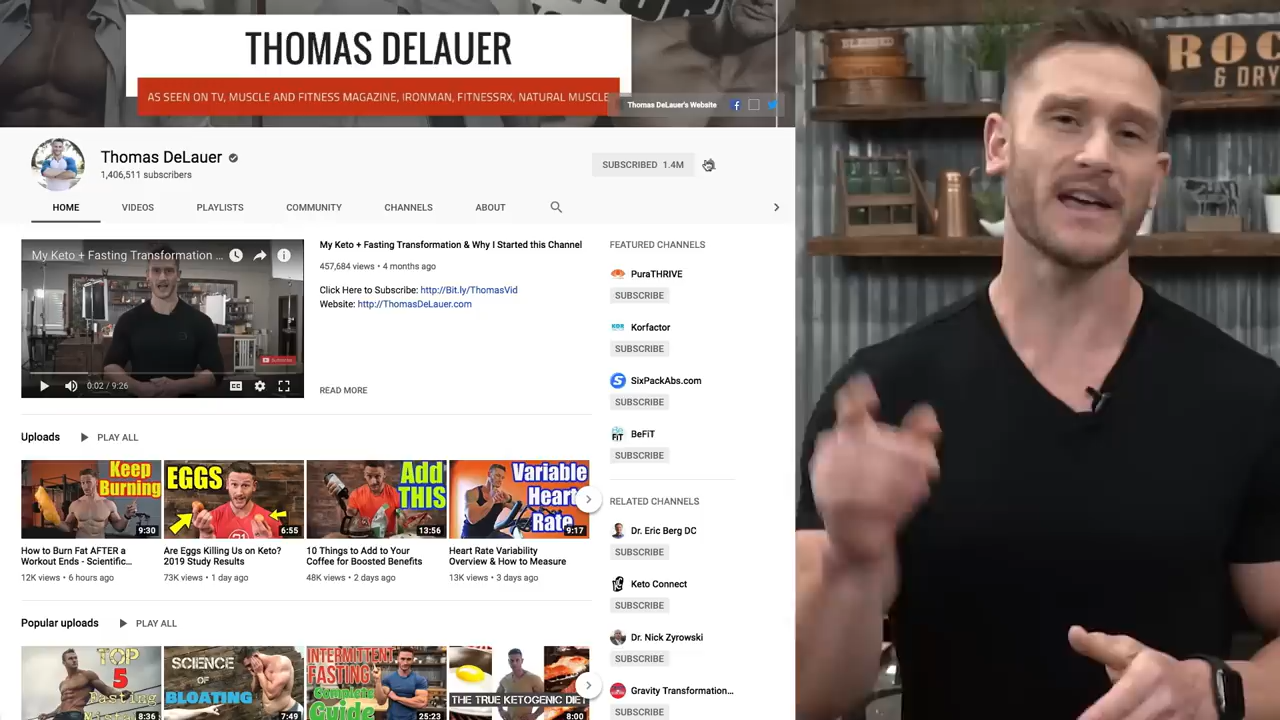 THOMAS DELAUER
AS SEEN ON TV, MUSCLE AND FITNESS MAGAZINE, IRONMAN, FITNESSRX, NATURAL MUSCLE
Thomas DeLauer's Website
Thomas DeLauer
1,406,511 subscribers
SUBSCRIBED 1.4M
HOME
VIDEOS
PLAYLISTS
COMMUNITY
CHANNELS
ABOUT
My Keto + Fasting Transformation ...
0:02 / 9:26
My Keto + Fasting Transformation & Why I Started this Channel
457,684 views • 4 months ago
Click Here to Subscribe: http://Bit.ly/ThomasVid
Website: http://ThomasDeLauer.com
READ MORE
FEATURED CHANNELS
PuraTHRIVE
SUBSCRIBE
Korfactor
SUBSCRIBE
SixPackAbs.com
SUBSCRIBE
BeFiT
SUBSCRIBE
Uploads
PLAY ALL
Keep
Burning
9:30
EGGS
6:55
Add
THIS
13:56
Variable
Heart
Rate
9:17
How to Burn Fat AFTER a
Workout Ends - Scientific...
12K views • 6 hours ago
Are Eggs Killing Us on Keto?
2019 Study Results
73K views • 1 day ago
10 Things to Add to Your
Coffee for Boosted Benefits
48K views • 2 days ago
Heart Rate Variability
Overview & How to Measure
13K views • 3 days ago
RELATED CHANNELS
Dr. Eric Berg DC
SUBSCRIBE
Keto Connect
SUBSCRIBE
Dr. Nick Zyrowski
SUBSCRIBE
Gravity Transformation...
SUBSCRIBE
Popular uploads
PLAY ALL
TOP
5
Fasting
8:36
SCIENCE
OF
BLOATING
7:49
INTERMITTENT
FASTING
Complete
Guide
25:23
THE TRUE KETOGENIC DIET
8:00
BLESSED
ROC
& DRY